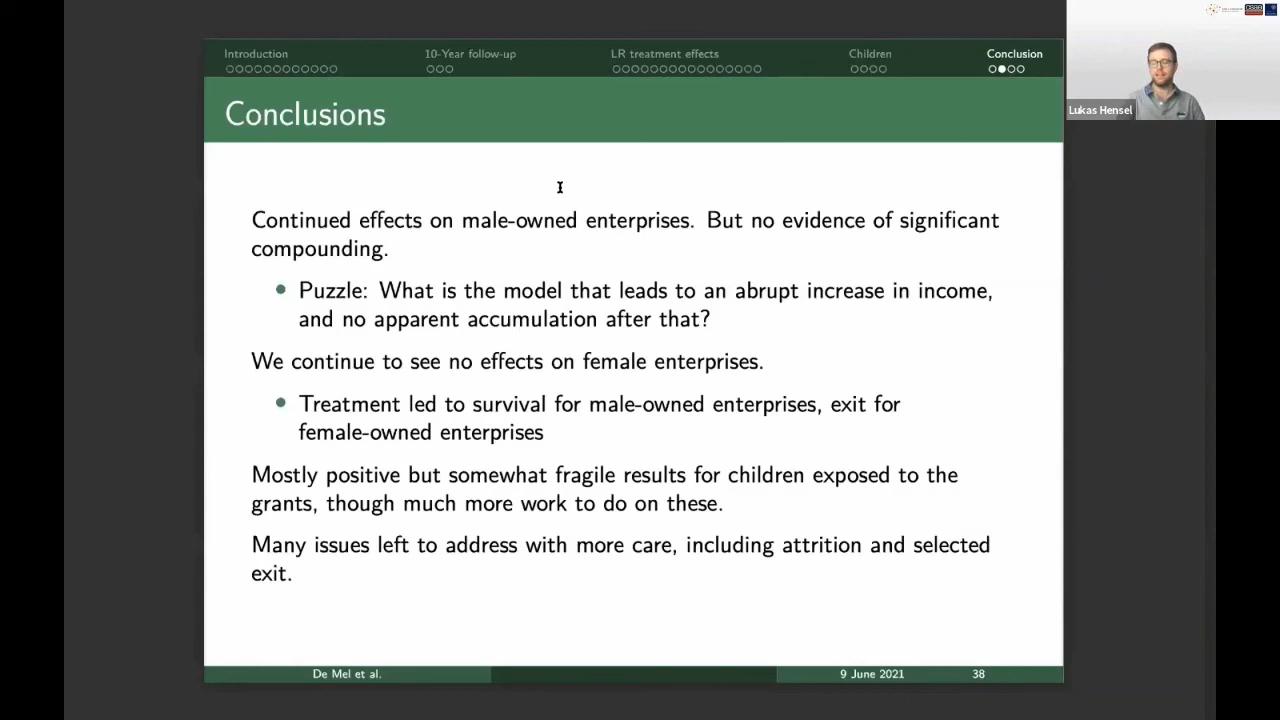 Introduction 10-Year follow-up LR treatment effects Children Conclusion
Conclusions
Lukas Hensel
Continued effects on male-owned enterprises. But no evidence of significant
compounding.
Puzzle: What is the model that leads to an abrupt increase in income,
and no apparent accumulation after that?
We continue to see no effects on female enterprises.
Treatment led to survival for male-owned enterprises, exit for
female-owned enterprises
Mostly positive but somewhat fragile results for children exposed to the
grants, though much more work to do on these.
Many issues left to address with more care, including attrition and selected
exit.
De Mel et al. 9 June 2021 38